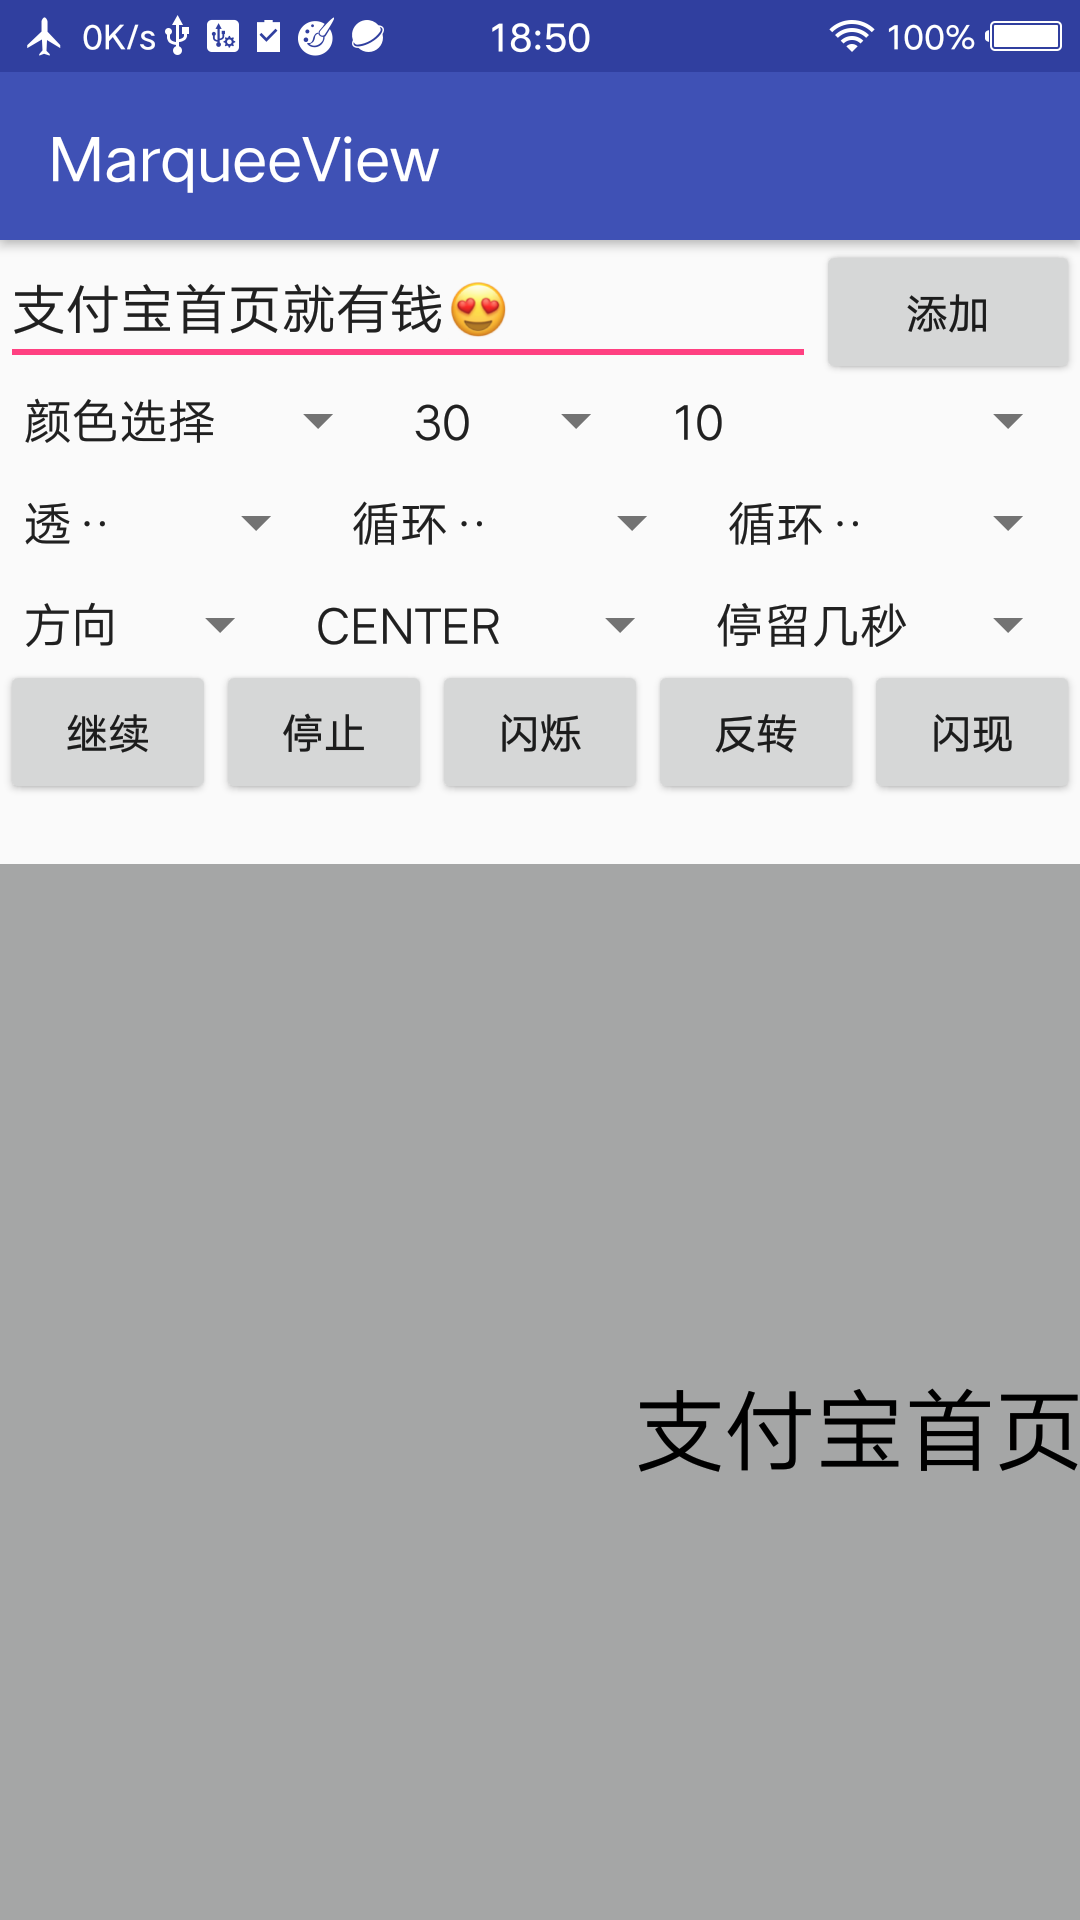 0K/s 18:50 100%
MarqueeView
支付宝首页就有钱😍 添加
颜色选择 30 10
透 ·· 循环 ·· 循环 ··
方向 CENTER 停留几秒
继续 停止 闪烁 反转 闪现
支付宝首页